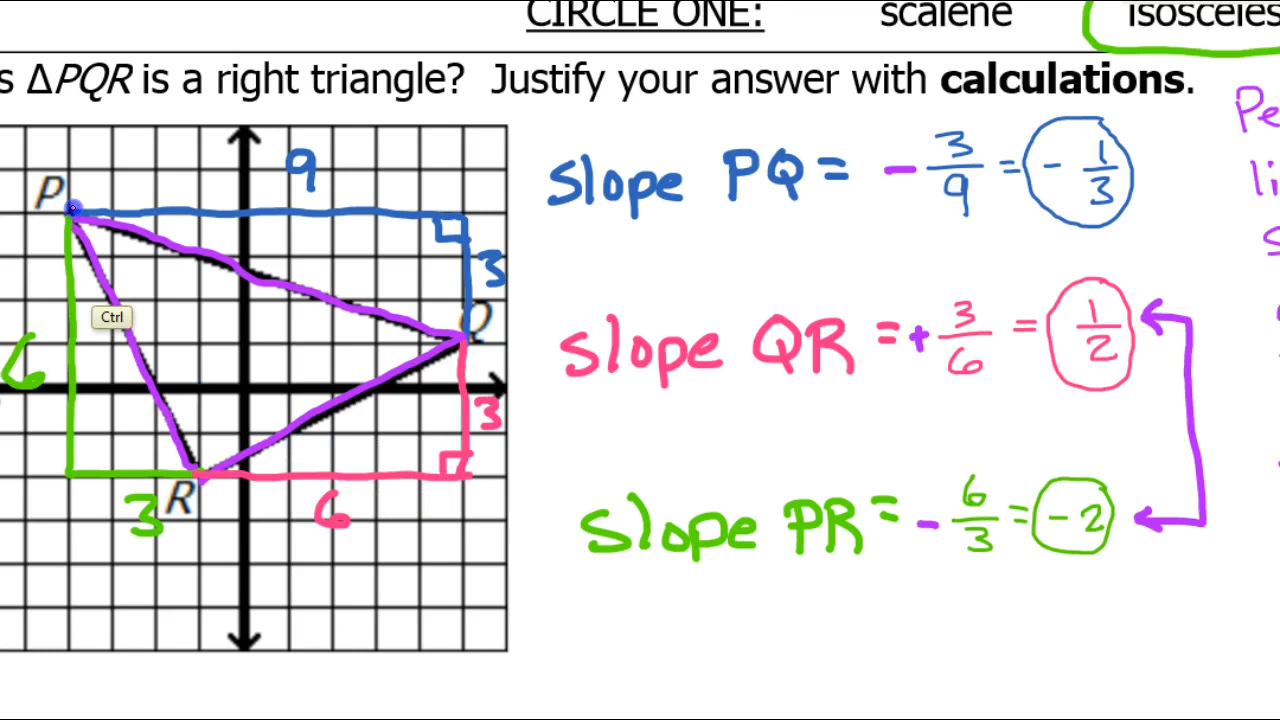 CIRCLE ONE: scalene isosceles
s ΔPQR is a right triangle? Justify your answer with calculations.
9
P
slope PQ = - 3/9 = - 1/3
3
Q
Ctrl
slope QR = + 3/6 = 1/2
6
3
R
3
6
slope PR = - 6/3 = -2
Pe
li
s